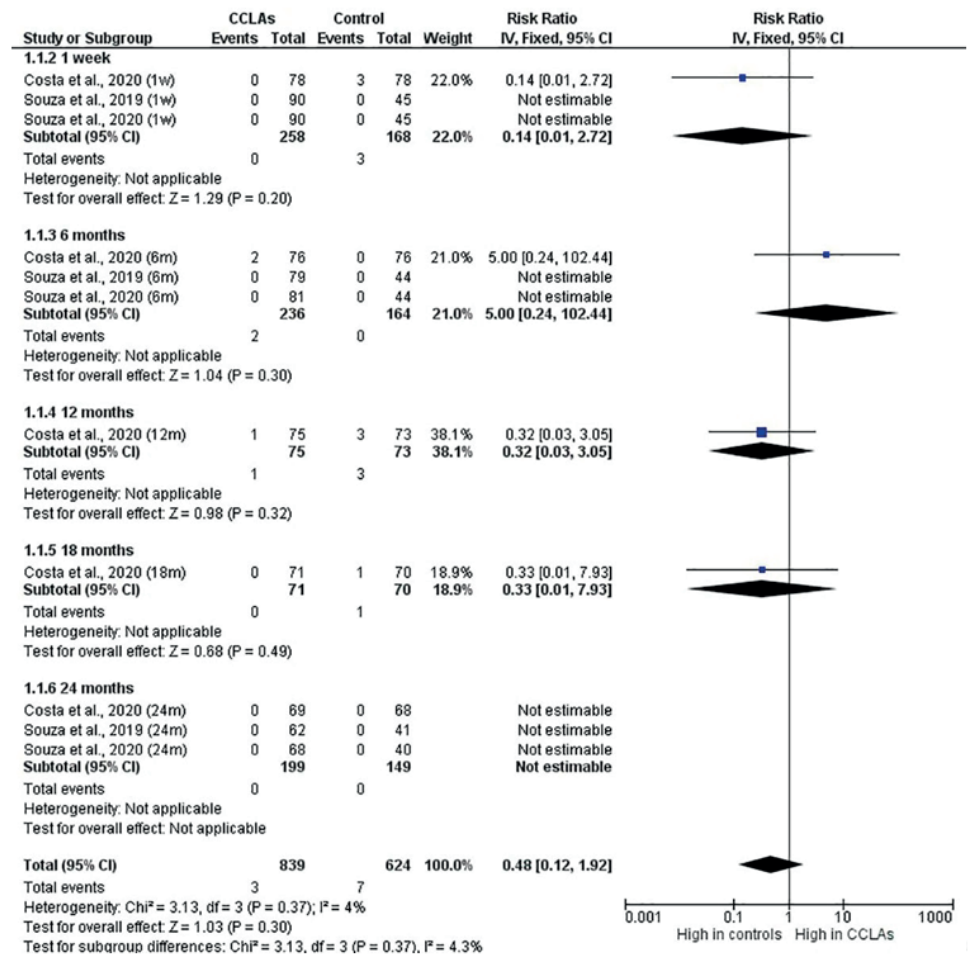 CCLAs Control Risk Ratio Risk Ratio
Study or Subgroup Events Total Events Total Weight IV, Fixed, 95% CI IV, Fixed, 95% CI
1.1.2 1 week
Costa et al., 2020 (1w) 0 78 3 78 22.0% 0.14 [0.01, 2.72]
Souza et al., 2019 (1w) 0 90 0 45 Not estimable
Souza et al., 2020 (1w) 0 90 0 45 Not estimable
Subtotal (95% CI) 258 168 22.0% 0.14 [0.01, 2.72]
Total events 0 3
Heterogeneity: Not applicable
Test for overall effect: Z = 1.29 (P = 0.20)
1.1.3 6 months
Costa et al., 2020 (6m) 2 76 0 76 21.0% 5.00 [0.24, 102.44]
Souza et al., 2019 (6m) 0 79 0 44 Not estimable
Souza et al., 2020 (6m) 0 81 0 44 Not estimable
Subtotal (95% CI) 236 164 21.0% 5.00 [0.24, 102.44]
Total events 2 0
Heterogeneity: Not applicable
Test for overall effect: Z = 1.04 (P = 0.30)
1.1.4 12 months
Costa et al., 2020 (12m) 1 75 3 73 38.1% 0.32 [0.03, 3.05]
Subtotal (95% CI) 75 73 38.1% 0.32 [0.03, 3.05]
Total events 1 3
Heterogeneity: Not applicable
Test for overall effect: Z = 0.98 (P = 0.32)
1.1.5 18 months
Costa et al., 2020 (18m) 0 71 1 70 18.9% 0.33 [0.01, 7.93]
Subtotal (95% CI) 71 70 18.9% 0.33 [0.01, 7.93]
Total events 0 1
Heterogeneity: Not applicable
Test for overall effect: Z = 0.68 (P = 0.49)
1.1.6 24 months
Costa et al., 2020 (24m) 0 69 0 68 Not estimable
Souza et al., 2019 (24m) 0 62 0 41 Not estimable
Souza et al., 2020 (24m) 0 68 0 40 Not estimable
Subtotal (95% CI) 199 149 Not estimable
Total events 0 0
Heterogeneity: Not applicable
Test for overall effect: Not applicable
Total (95% CI) 839 624 100.0% 0.48 [0.12, 1.92]
Total events 3 7
Heterogeneity: Chi² = 3.13, df = 3 (P = 0.37); I² = 4%
Test for overall effect: Z = 1.03 (P = 0.30)
Test for subgroup differences: Chi² = 3.13, df = 3 (P = 0.37), I² = 4.3%
0.001 0.1 1 10 1000
High in controls High in CCLAs